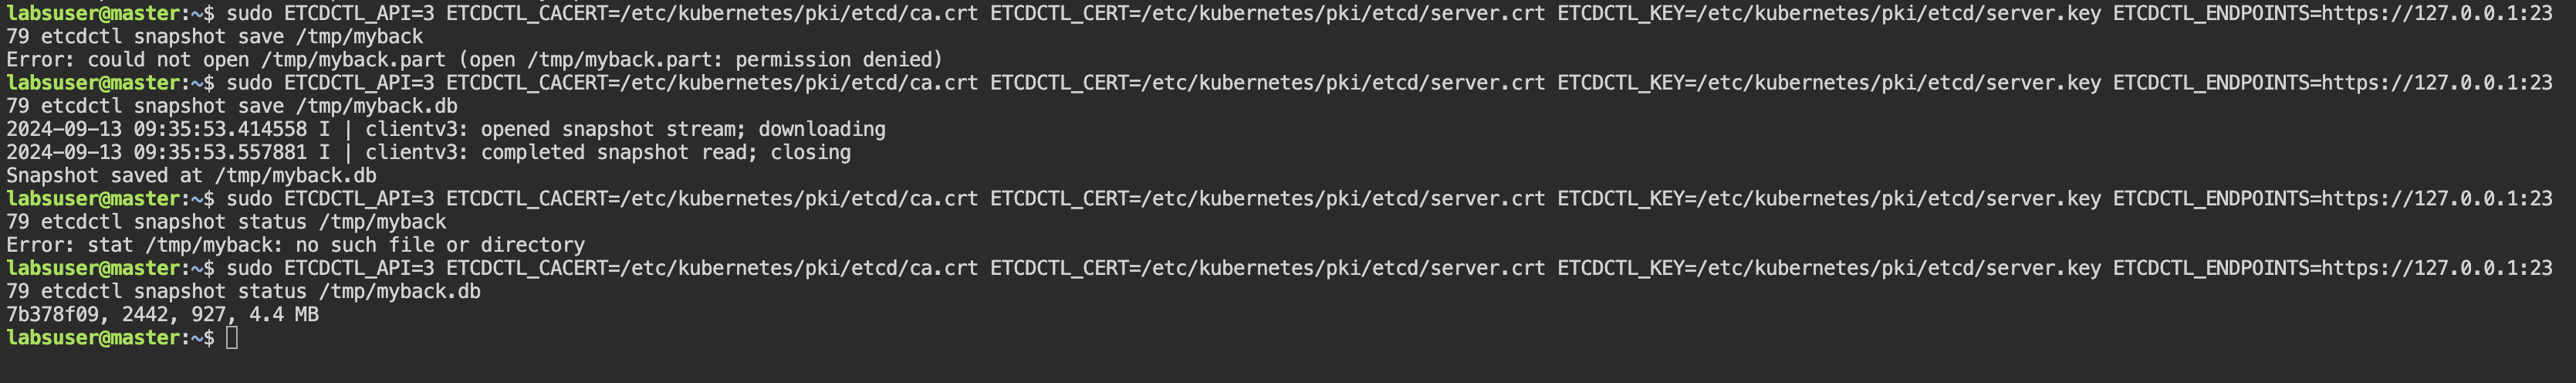 labsuser@master:~$ sudo ETCDCTL_API=3 ETCDCTL_CACERT=/etc/kubernetes/pki/etcd/ca.crt ETCDCTL_CERT=/etc/kubernetes/pki/etcd/server.crt ETCDCTL_KEY=/etc/kubernetes/pki/etcd/server.key ETCDCTL_ENDPOINTS=https://127.0.0.1:23
79 etcdctl snapshot save /tmp/myback
Error: could not open /tmp/myback.part (open /tmp/myback.part: permission denied)
labsuser@master:~$ sudo ETCDCTL_API=3 ETCDCTL_CACERT=/etc/kubernetes/pki/etcd/ca.crt ETCDCTL_CERT=/etc/kubernetes/pki/etcd/server.crt ETCDCTL_KEY=/etc/kubernetes/pki/etcd/server.key ETCDCTL_ENDPOINTS=https://127.0.0.1:23
79 etcdctl snapshot save /tmp/myback.db
2024-09-13 09:35:53.414558 I | clientv3: opened snapshot stream; downloading
2024-09-13 09:35:53.557881 I | clientv3: completed snapshot read; closing
Snapshot saved at /tmp/myback.db
labsuser@master:~$ sudo ETCDCTL_API=3 ETCDCTL_CACERT=/etc/kubernetes/pki/etcd/ca.crt ETCDCTL_CERT=/etc/kubernetes/pki/etcd/server.crt ETCDCTL_KEY=/etc/kubernetes/pki/etcd/server.key ETCDCTL_ENDPOINTS=https://127.0.0.1:23
79 etcdctl snapshot status /tmp/myback
Error: stat /tmp/myback: no such file or directory
labsuser@master:~$ sudo ETCDCTL_API=3 ETCDCTL_CACERT=/etc/kubernetes/pki/etcd/ca.crt ETCDCTL_CERT=/etc/kubernetes/pki/etcd/server.crt ETCDCTL_KEY=/etc/kubernetes/pki/etcd/server.key ETCDCTL_ENDPOINTS=https://127.0.0.1:23
79 etcdctl snapshot status /tmp/myback.db
7b378f09, 2442, 927, 4.4 MB
labsuser@master:~$